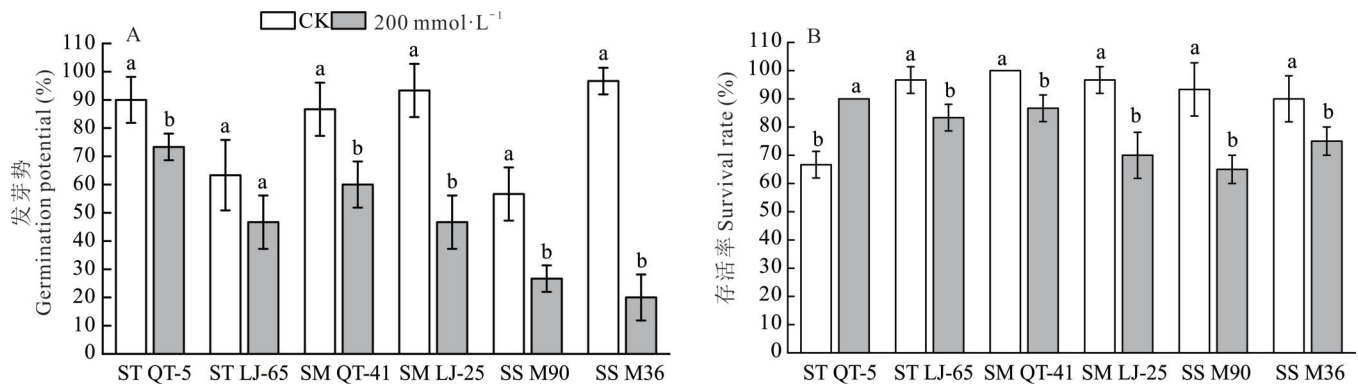 CK 200 mmol·L⁻¹
A
发芽势
Germination potential (%)
110
100
90
80
70
60
50
40
30
20
10
0
a b a a a b a b a b a b
ST QT-5 ST LJ-65 SM QT-41 SM LJ-25 SS M90 SS M36
B
存活率 Survival rate (%)
110
100
90
80
70
60
50
40
30
20
10
0
b a a b a b a b a b a b
ST QT-5 ST LJ-65 SM QT-41 SM LJ-25 SS M90 SS M36